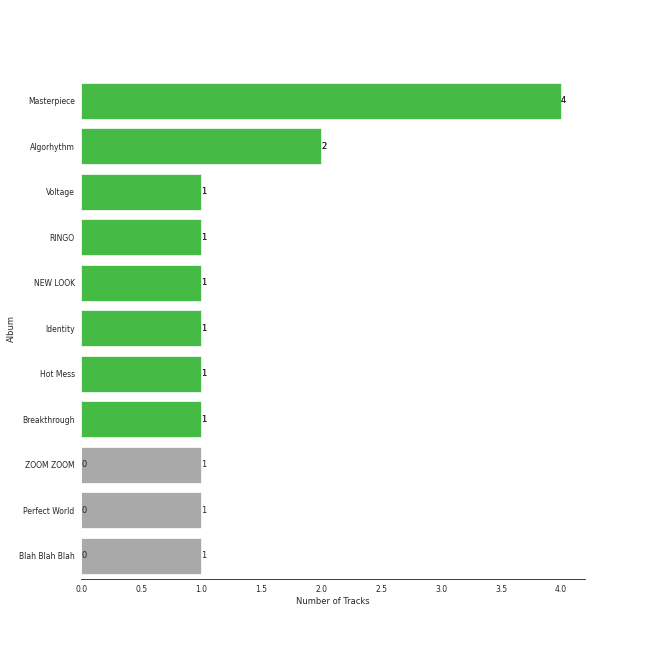 Masterpiece 4
Algorhythm 2
Voltage 1
RINGO 1
NEW LOOK 1
Identity 1
Hot Mess 1
Breakthrough 1
ZOOM ZOOM 0 1
Perfect World 0 1
Blah Blah Blah 0 1
Album
0.0 0.5 1.0 1.5 2.0 2.5 3.0 3.5 4.0
Number of Tracks